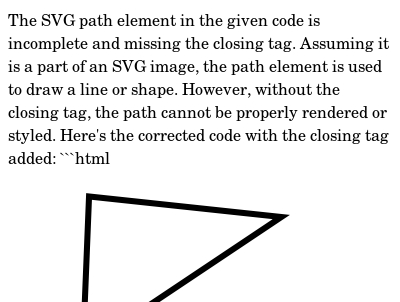 The SVG path element in the given code is
incomplete and missing the closing tag. Assuming it
is a part of an SVG image, the path element is used
to draw a line or shape. However, without the
closing tag, the path cannot be properly rendered or
styled. Here's the corrected code with the closing tag
added: ```html